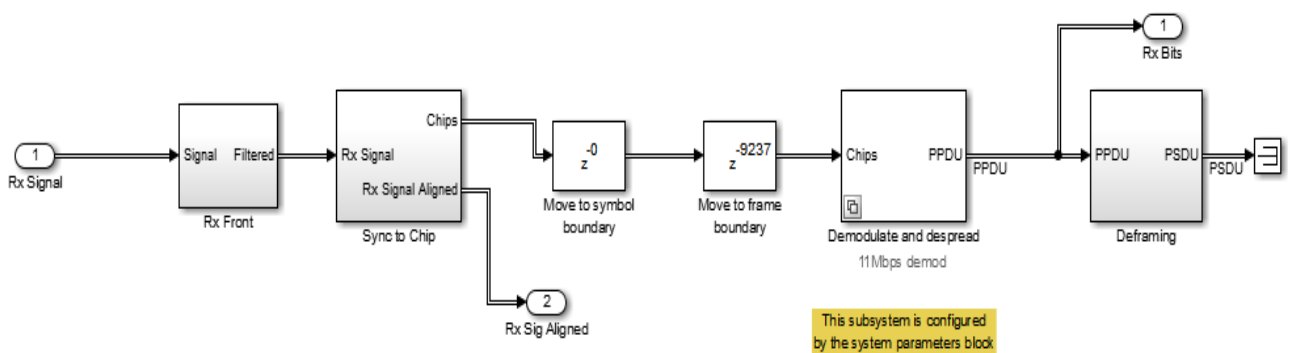 1
Rx Bits
Chips
-0
z
-9237
z
1
Rx Signal
Signal Filtered
Rx Front
Rx Signal
Rx Signal Aligned
Sync to Chip
Move to symbol
boundary
Move to frame
boundary
Chips PPDU
PPDU
Demodulate and despread
11Mbps demod
PPDU PSDU
PSDU
Deframing
2
Rx Sig Aligned
This subsystem is configured
by the system parameters block